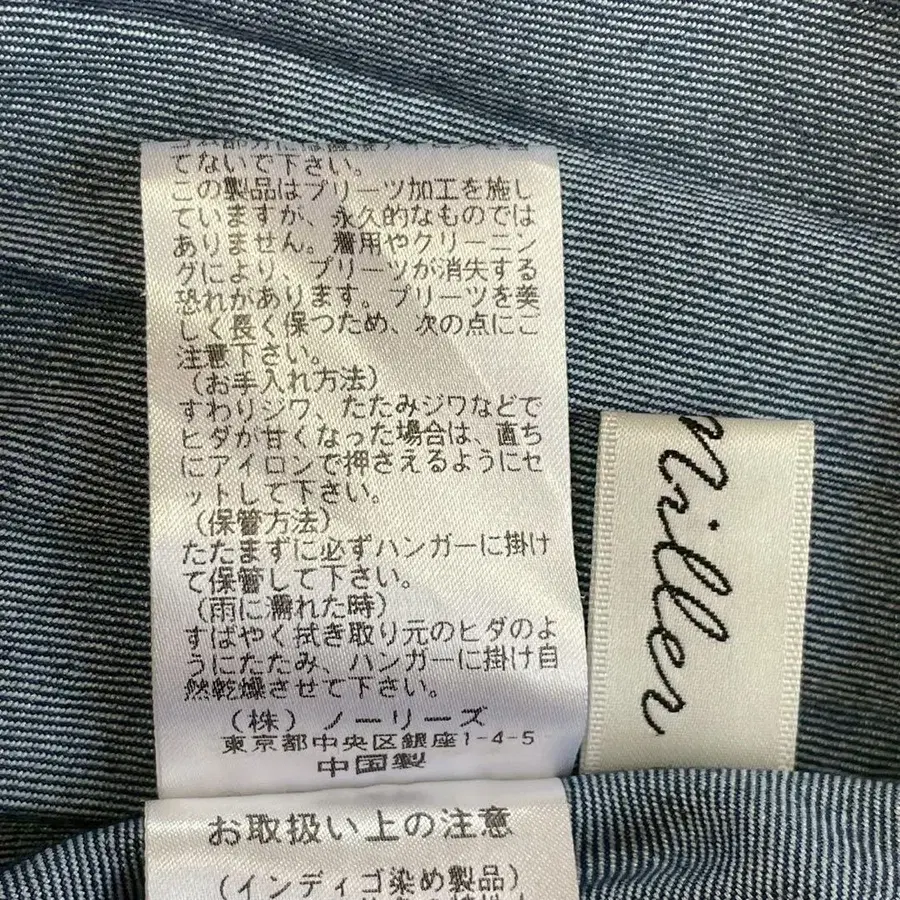 てないで下さい。
この製品はプリーツ加工を施し
ていますが、永久的なものでは
ありません。着用やクリーニン
グにより、プリーツが消失する
恐れがあります。プリーツを美
しく長く保つため、次の点にご
注意下さい。
(お手入れ方法)
すわりジワ、たたみジワなどで
ヒダが甘くなった場合は、直ち
にアイロンで押さえるようにセ
ットして下さい。
(保管方法)
たたまずに必ずハンガーに掛け
て保管して下さい。
(雨に濡れた時)
すばやく拭き取り元のヒダのよ
うにたたみ、ハンガーに掛け自
然乾燥させて下さい。
(株)ノーリーズ
東京都中央区銀座1-4-5
中国製
お取扱い上の注意
(インディゴ染め製品)
Miller